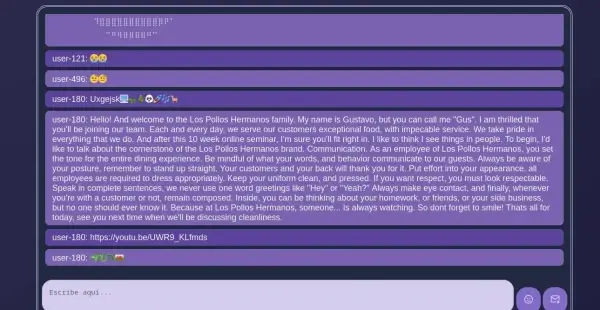 user-121: 😢😢
user-496: 🫡🫡
user-180: Uxgejsk
user-180: Hello! And welcome to the Los Pollos Hermanos family. My name is Gustavo, but you can call me "Gus". I am thrilled
that you'll be joining our team. Each and every day, we serve our customers exceptional food, with impecable service. We take pride in
everything that we do. And after this 10 week online seminar, I'm sure you'll fit right in. I like to think I see things in people. To begin, I'd
like to talk about the cornerstone of the Los Pollos Hermanos brand. Communication. As an employee of Los Pollos Hermanos, you set
the tone for the entire dining experience. Be mindful of what your words, and behavior communicate to our guests. Always be aware of
your posture, remember to stand up straight. Your customers and your back will thank you for it. Put effort into your appearance. all
employees are required to dress appropriately. Keep your uniform clean, and pressed. If you want respect, you must look respectable.
Speak in complete sentences, we never use one word greetings like "Hey" or "Yeah?" Always make eye contact, and finally, whenever
you're with a customer or not, remain composed. Inside, you can be thinking about your homework, or friends, or your side business,
but no one should ever know it. Because at Los Pollos Hermanos, someone... Is always watching. So dont forget to smile! Thats all for
today, see you next time when we'll be discussing cleanliness.
user-180: https://youtu.be/UWR9_KLfmds
user-180:
Escribe aqui...